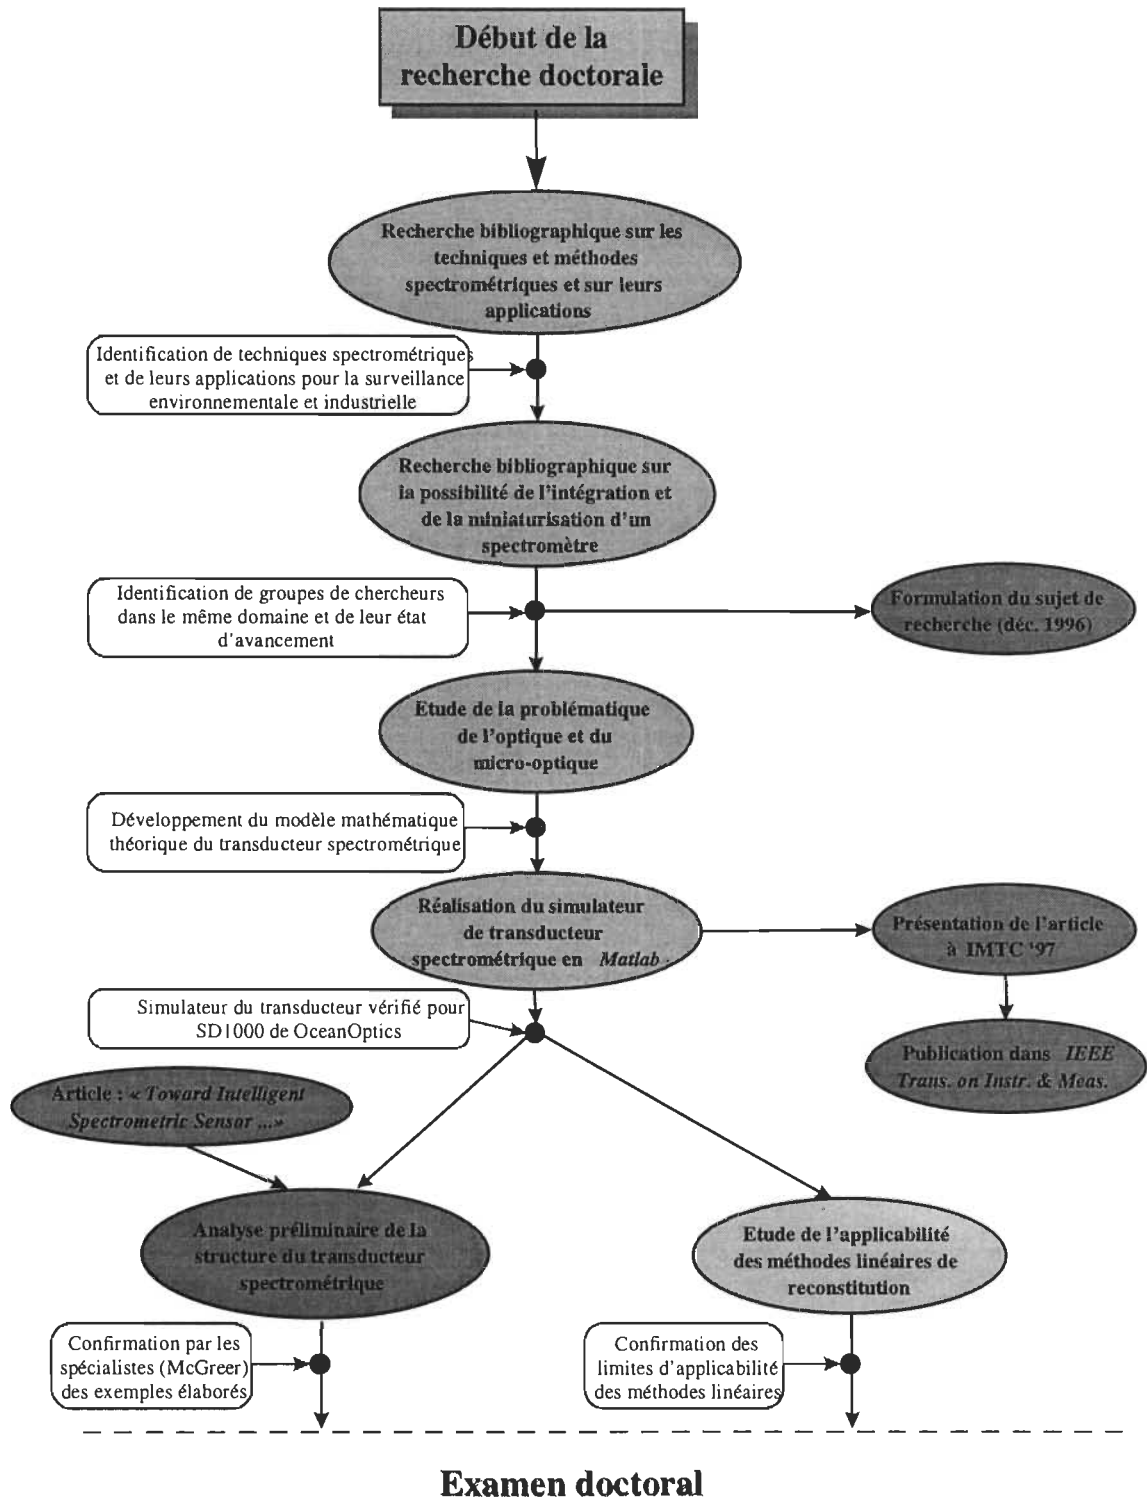 Début de la
recherche doctorale
Recherche bibliographique sur les
techniques et méthodes
spectrométriques et sur leurs
applications
Identification de techniques spectrométriques
et de leurs applications pour la surveillance
environnementale et industrielle
Recherche bibliographique sur
la possibilité de l'intégration et
de la miniaturisation d'un
spectromètre
Identification de groupes de chercheurs
dans le même domaine et de leur état
d'avancement
Formulation du sujet de
recherche (déc. 1996)
Etude de la problématique
de l'optique et du
micro-optique
Développement du modèle mathématique
théorique du transducteur spectrométrique
Réalisation du simulateur
de transducteur
spectrométrique en Matlab.
Présentation de l'article
à IMTC '97
Simulateur du transducteur vérifié pour
SD1000 de OceanOptics
Publication dans IEEE
Trans. on Instr. & Meas.
Article : « Toward Intelligent
Spectrometric Sensor ...»
Analyse préliminaire de la
structure du transducteur
spectrométrique
Etude de l'applicabilité
des méthodes linéaires de
reconstitution
Confirmation par les
spécialistes (McGreer)
des exemples élaborés
Confirmation des
limites d'applicabilité
des méthodes linéaires
Examen doctoral